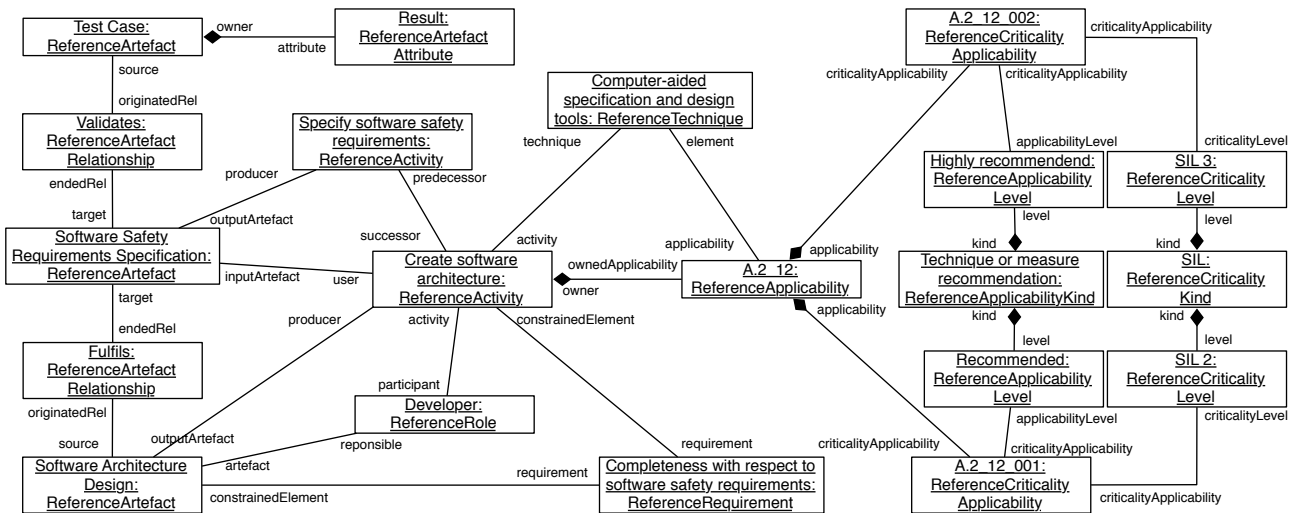 Test Case:
ReferenceArtefact
owner
attribute
Result:
ReferenceArtefact
Attribute
A.2_12_002:
ReferenceCriticality
Applicability
criticalityApplicability
criticalityApplicability
criticalityApplicability
source
originatedRel
Computer-aided
specification and design
tools: ReferenceTechnique
technique
element
Validates:
ReferenceArtefact
Relationship
Specify software safety
requirements:
ReferenceActivity
applicabilityLevel
criticalityLevel
Highly recommendend:
ReferenceApplicability
Level
SIL 3:
ReferenceCriticality
Level
endedRel
producer
predecessor
target
outputArtefact
level
level
Software Safety
Requirements Specification:
ReferenceArtefact
successor
activity
applicability
applicability
kind
kind
inputArtefact
user
Create software
architecture:
ReferenceActivity
ownedApplicability
owner
A.2_12:
ReferenceApplicability
Technique or measure
recommendation:
ReferenceApplicabilityKind
SIL:
ReferenceCriticality
Kind
target
endedRel
producer
activity
constrainedElement
applicability
kind
kind
level
level
Fulfils:
ReferenceArtefact
Relationship
Recommended:
ReferenceApplicability
Level
SIL 2:
ReferenceCriticality
Level
participant
Developer:
ReferenceRole
originatedRel
source
outputArtefact
reponsible
artefact
requirement
criticalityApplicability
applicabilityLevel
criticalityApplicability
criticalityLevel
Software Architecture
Design:
ReferenceArtefact
constrainedElement
requirement
Completeness with respect to
software safety requirements:
ReferenceRequirement
A.2_12_001:
ReferenceCriticality
Applicability
criticalityApplicability